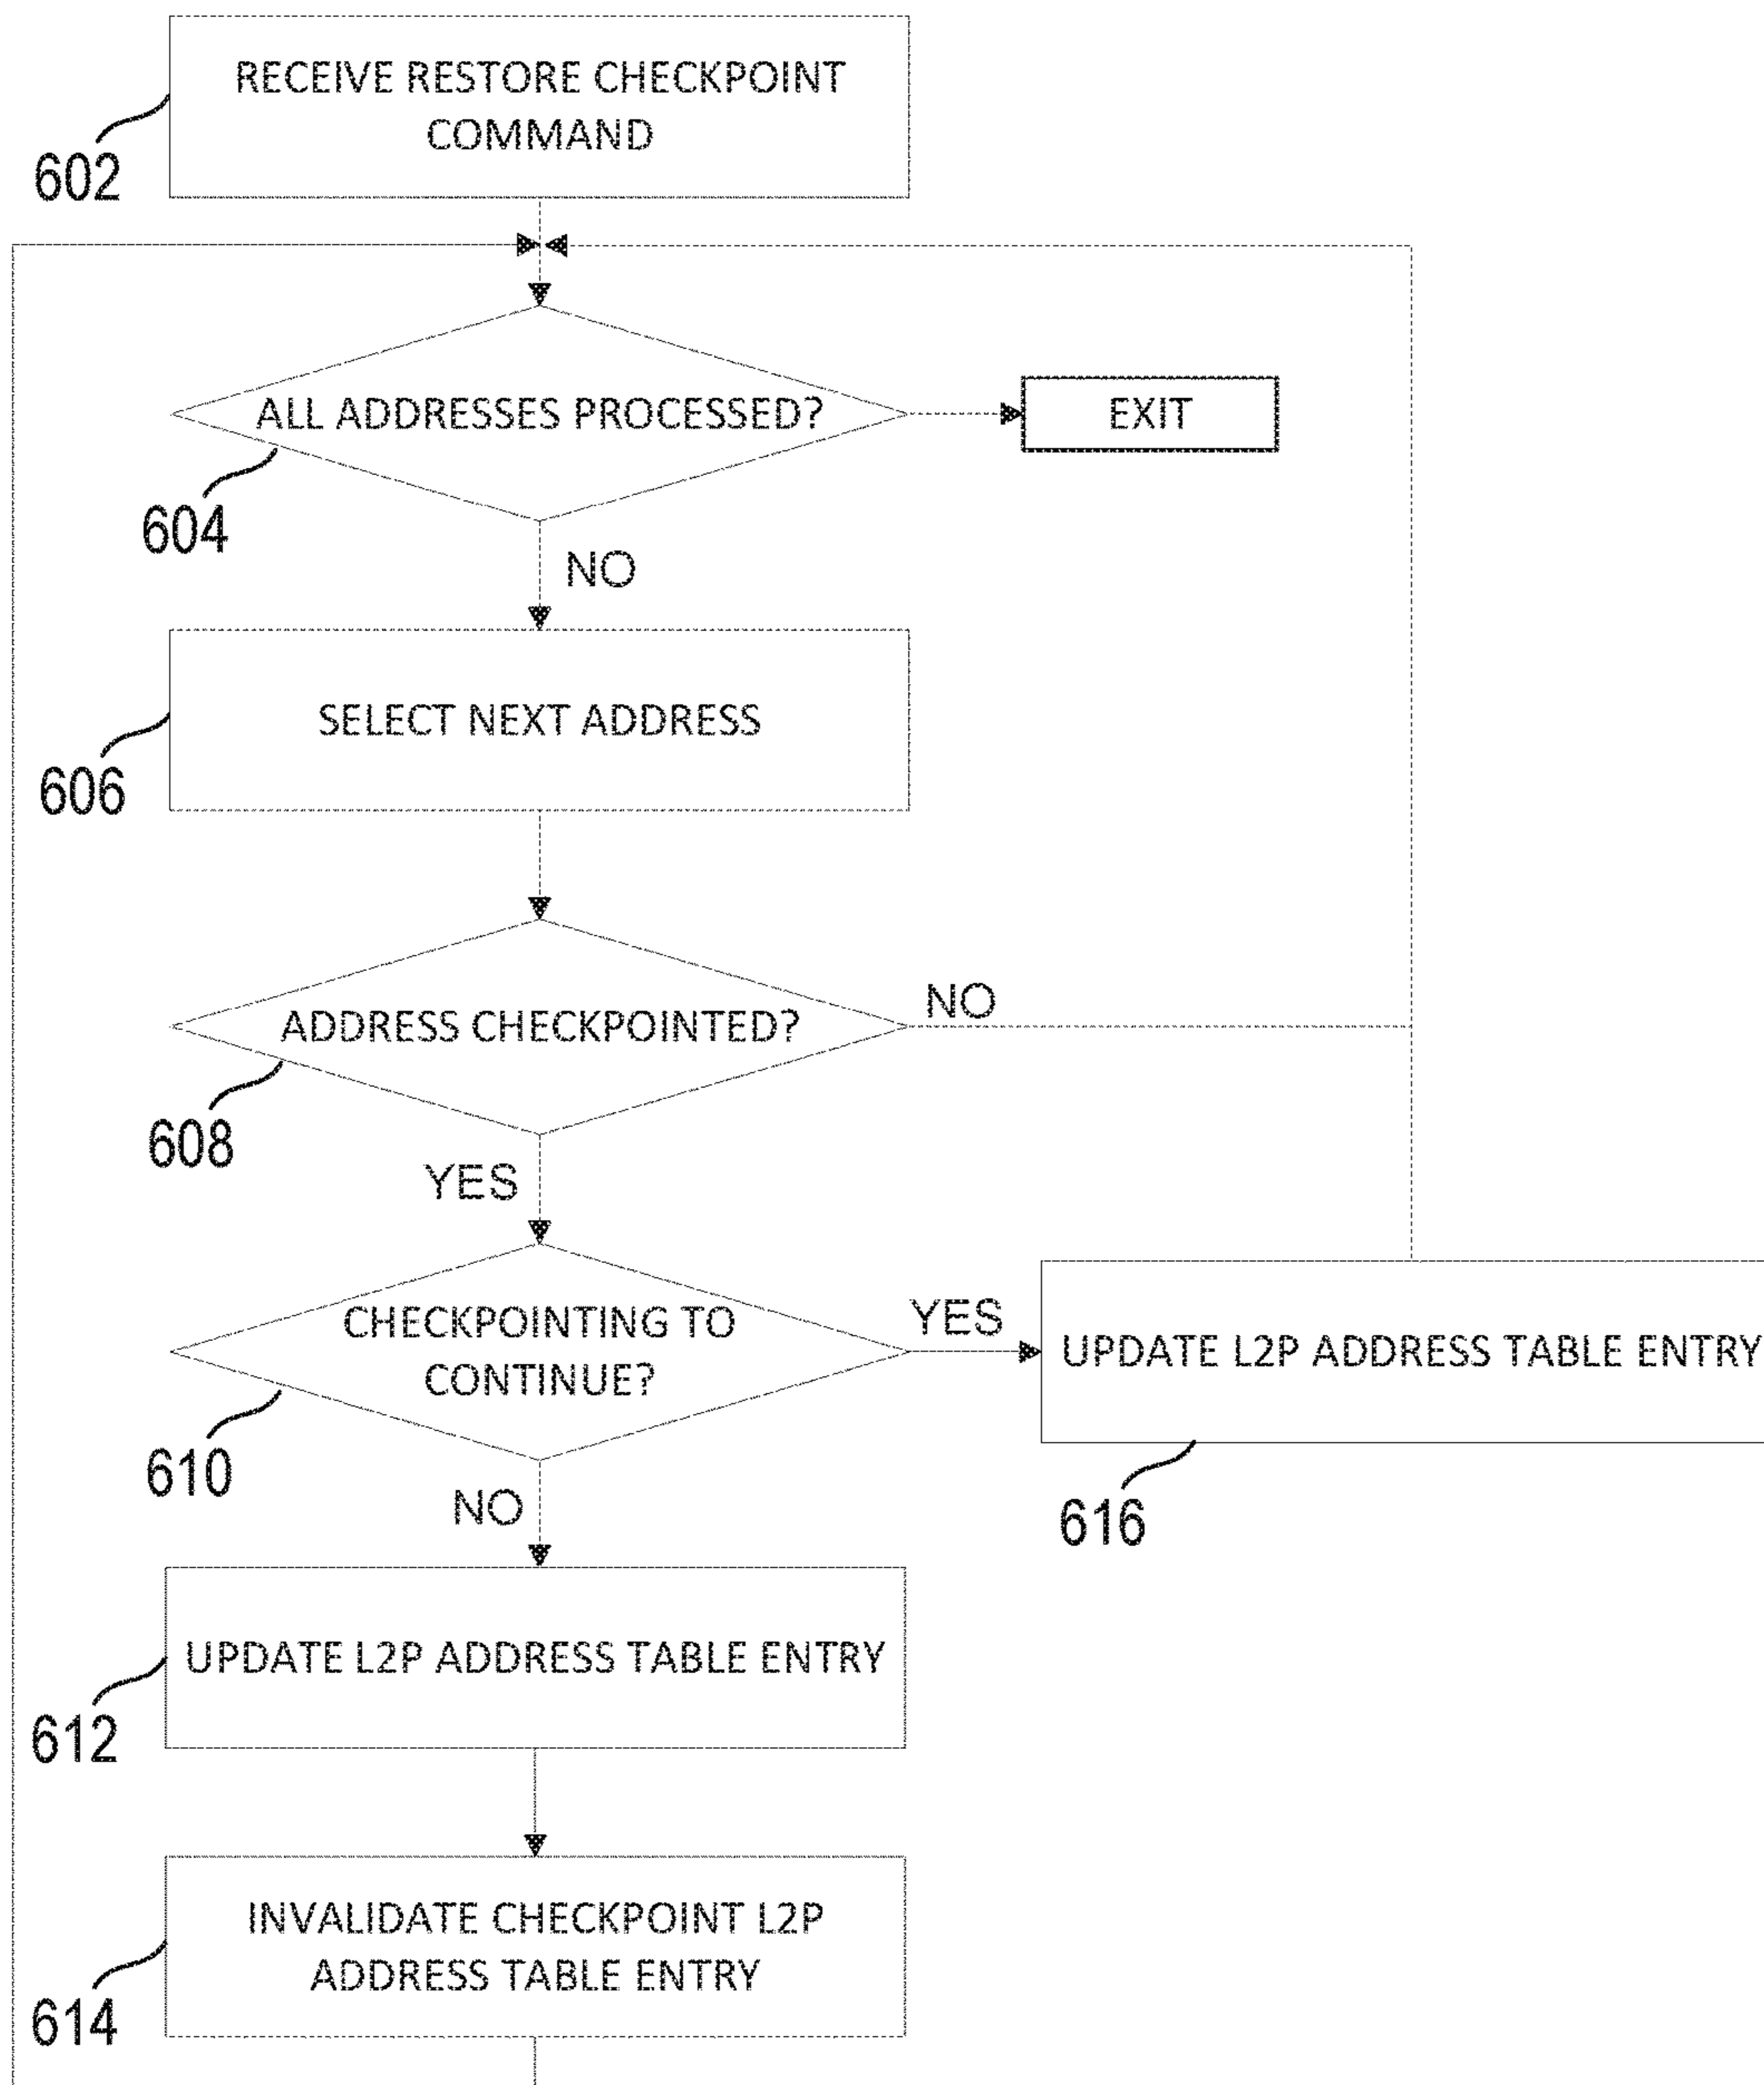 RECEIVE RESTORE CHECKPOINT
COMMAND
602
ALL ADDRESSES PROCESSED?
EXIT
604
NO
SELECT NEXT ADDRESS
606
ADDRESS CHECKPOINTED?
NO
608
YES
CHECKPOINTING TO
CONTINUE?
YES
UPDATE L2P ADDRESS TABLE ENTRY
610
616
NO
UPDATE L2P ADDRESS TABLE ENTRY
612
INVALIDATE CHECKPOINT L2P
ADDRESS TABLE ENTRY
614